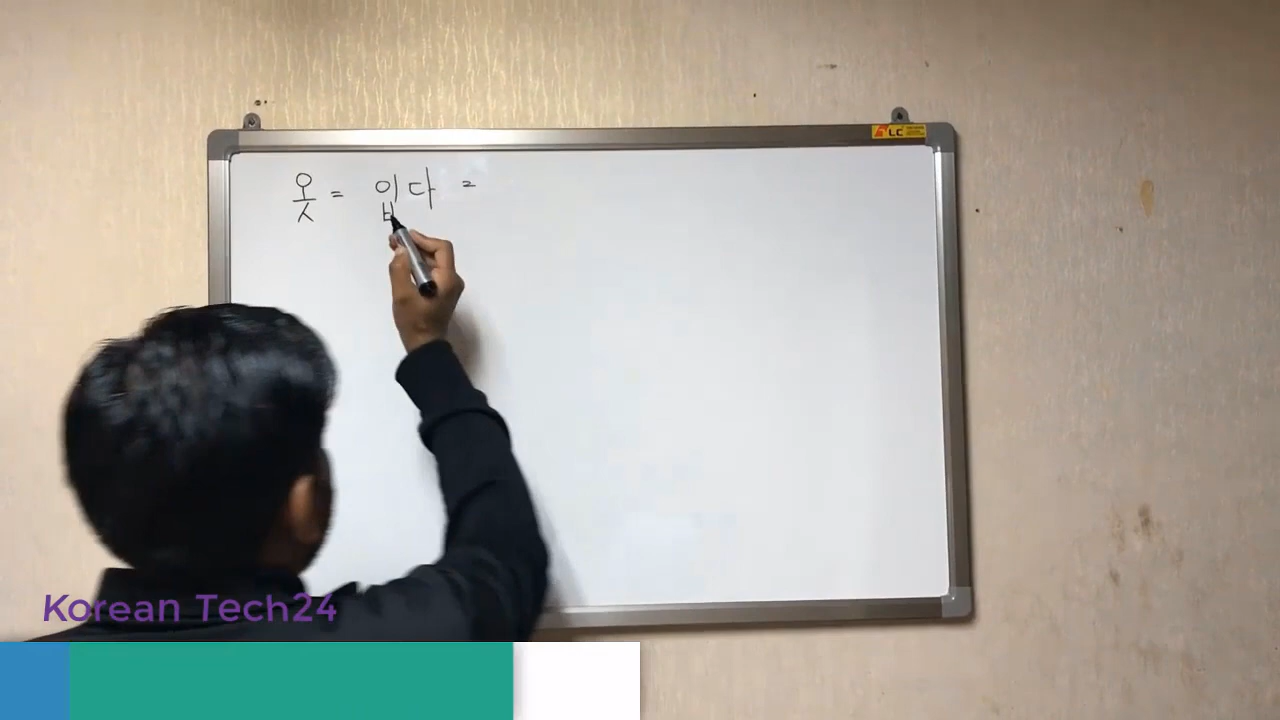 옷 = 입다 =
Korean Tech24